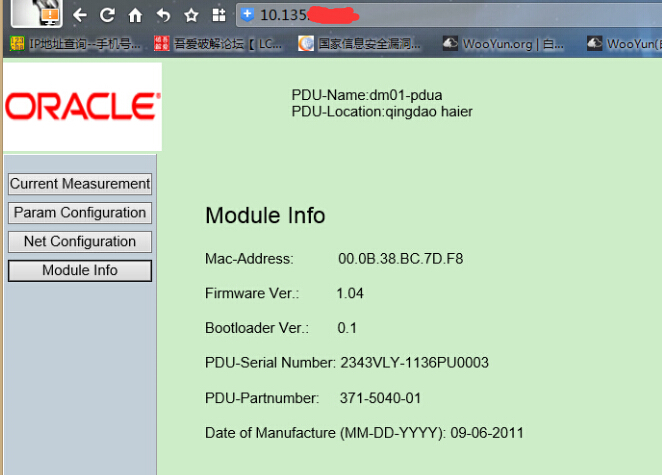 10.135.
IP地址查询--手机号...
吾爱破解论坛【LC...
国家信息安全漏洞...
WooYun.org | 白...
WooYun(白
ORACLE
PDU-Name:dm01-pdua
PDU-Location:qingdao haier
Current Measurement
Param Configuration
Net Configuration
Module Info
Module Info
Mac-Address: 00.0B.38.BC.7D.F8
Firmware Ver.: 1.04
Bootloader Ver.: 0.1
PDU-Serial Number: 2343VLY-1136PU0003
PDU-Partnumber: 371-5040-01
Date of Manufacture (MM-DD-YYYY): 09-06-2011